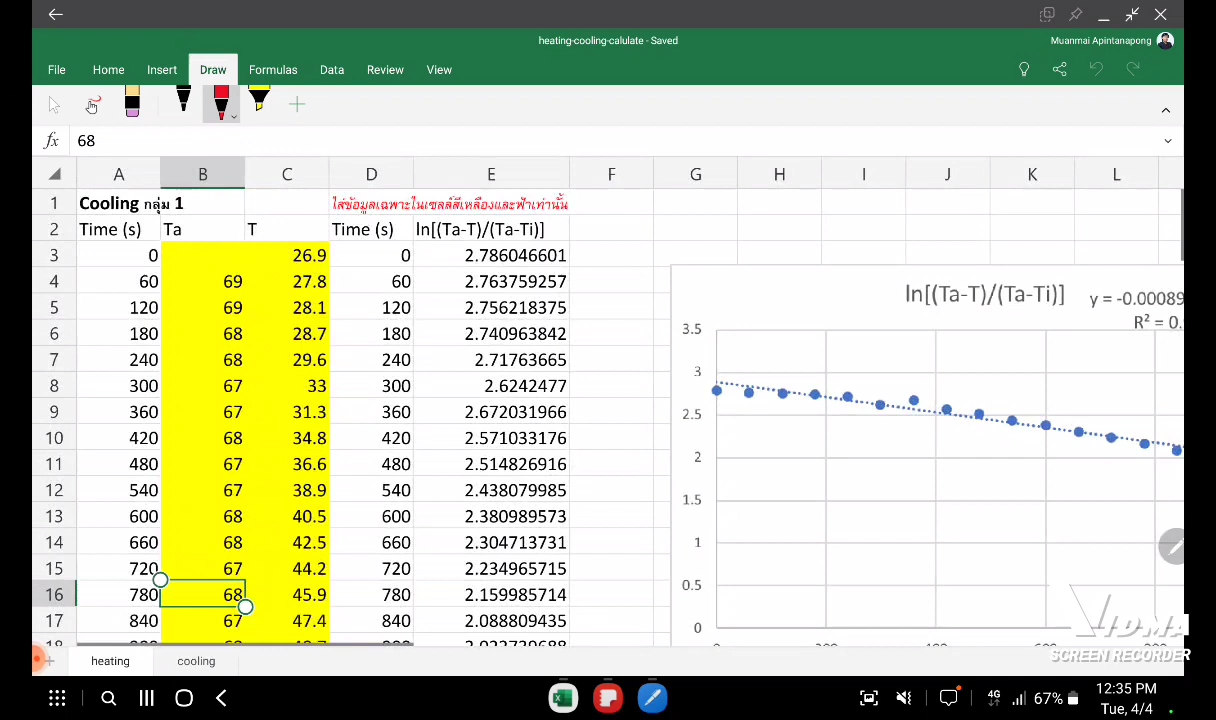 heating-cooling-calulate - Saved
Muanmai Apintanapong
File Home Insert Draw Formulas Data Review View
fx 68
A B C D E F G H I J K L
1 Cooling กลุ่ม 1 ใส่ข้อมูลเฉพาะในเซลล์สีเหลืองและฟ้าเท่านั้น
2 Time (s) Ta T Time (s) ln[(Ta-T)/(Ta-Ti)]
3 0 26.9 0 2.786046601
4 60 69 27.8 60 2.763759257
5 120 69 28.1 120 2.756218375
6 180 68 28.7 180 2.740963842
7 240 68 29.6 240 2.71763665
8 300 67 33 300 2.6242477
9 360 67 31.3 360 2.672031966
10 420 68 34.8 420 2.571033176
11 480 67 36.6 480 2.514826916
12 540 67 38.9 540 2.438079985
13 600 68 40.5 600 2.380989573
14 660 68 42.5 660 2.304713731
15 720 67 44.2 720 2.234965715
16 780 68 45.9 780 2.159985714
17 840 67 47.4 840 2.088809435
ln[(Ta-T)/(Ta-Ti)]
y = -0.00089
R² = 0.
3.5
3
2.5
2
1.5
1
0.5
0
VIDMA
SCREEN RECORDER
heating cooling
4G 67% 12:35 PM
Tue, 4/4